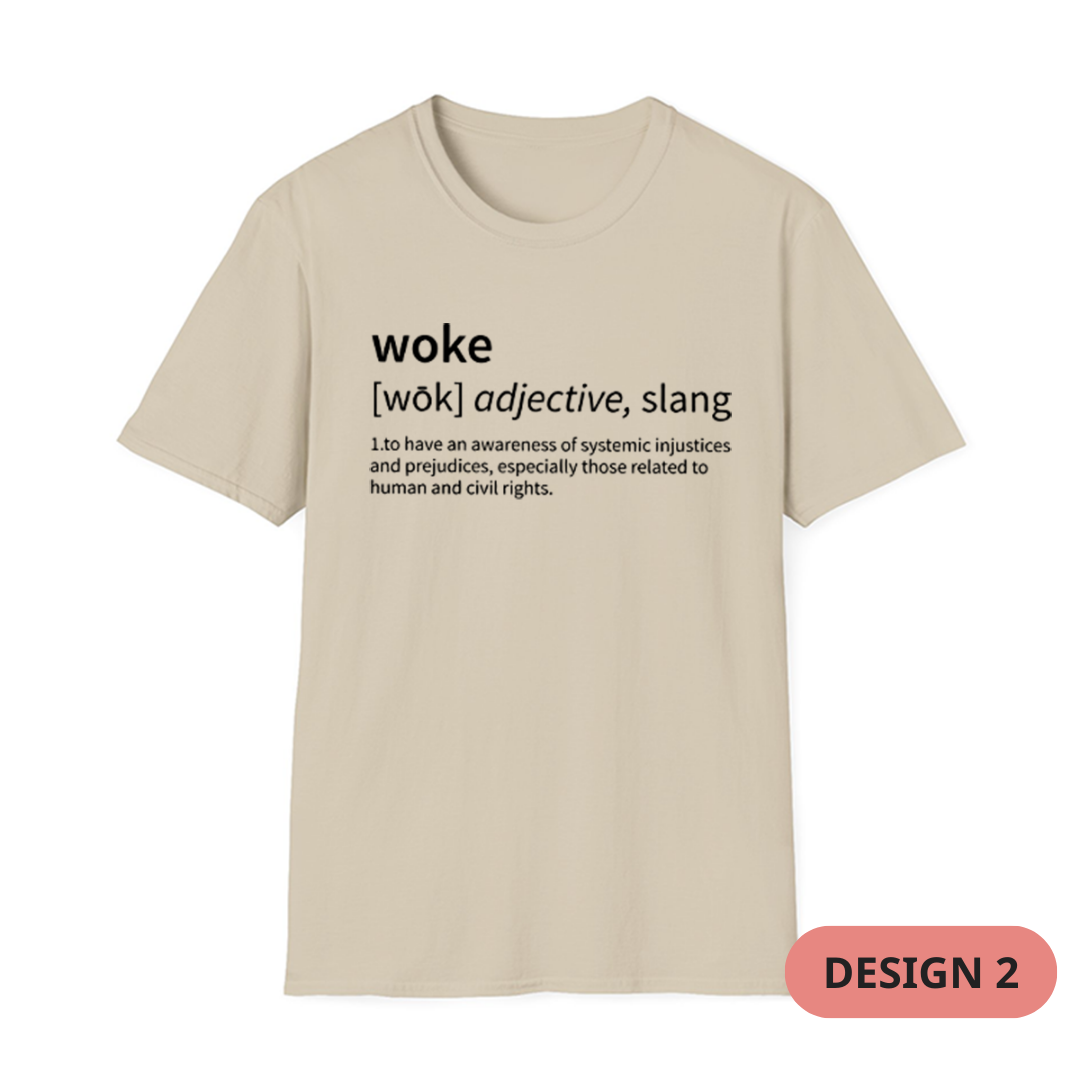 woke
[wōk] adjective, slang
1.to have an awareness of systemic injustices
and prejudices, especially those related to
human and civil rights.
DESIGN 2